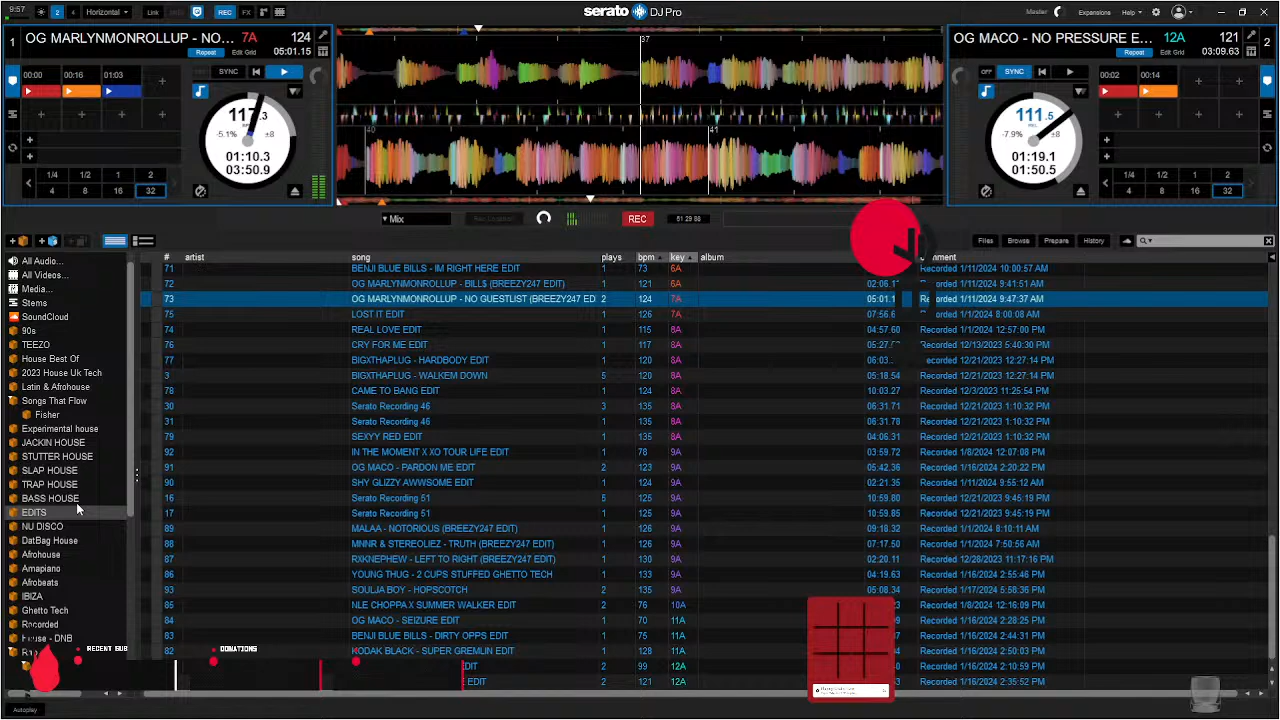 9:57 2 4 Horizontal Link REC FX serato DJ Pro Master Expansions Help
1 OG MARLYNMONROLLUP - NO... 7A 124
Repeat Edit Grid 05:01.15
00:00 00:16 01:03 SYNC
117.3
-5.1% ±8
01:10.3
03:50.9
1/4 1/2 1 2
4 8 16 32
37
40 41
OG MACO - NO PRESSURE E... 12A 121 2
Repeat Edit Grid 03:09.63
OFF SYNC 00:02 00:14
111.5
-7.9% ±8
01:19.1
01:50.5
1/4 1/2 1 2
4 8 16 32
Mix REC 51 29 88
Files Browse Prepare History
# artist song plays bpm key album comment
All Audio...
All Videos...
Media...
Stems
SoundCloud
90s
TEEZO
House Best Of
2023 House Uk Tech
Latin & Afrohouse
Songs That Flow
Fisher
Experimental house
JACKIN HOUSE
STUTTER HOUSE
SLAP HOUSE
TRAP HOUSE
BASS HOUSE
EDITS
NU DISCO
DatBag House
Afrohouse
Amapiano
Afrobeats
IBIZA
Ghetto Tech
Recorded
House - DNB
71 BENJI BLUE BILLS - IM RIGHT HERE EDIT 1 73 6A Recorded 1/11/2024 10:00:57 AM
72 OG MARLYNMONROLLUP - BILL$ (BREEZY247 EDIT) 1 121 6A 02:06.1 Recorded 1/11/2024 9:41:51 AM
73 OG MARLYNMONROLLUP - NO GUESTLIST (BREEZY247 ED 2 124 7A 05:01.1 Re corded 1/11/2024 9:47:37 AM
75 LOST IT EDIT 1 126 7A 07:56.6 Recorded 1/1/2024 8:00:08 AM
74 REAL LOVE EDIT 1 115 8A 04:57.60 Recorded 1/1/2024 12:57:00 PM
76 CRY FOR ME EDIT 1 117 8A 05:27. Recorded 12/13/2023 5:40:30 PM
77 BIGXTHAPLUG - HARDBODY EDIT 1 120 8A 06:03. ecorded 12/21/2023 12:27:14 PM
3 BIGXTHAPLUG - WALKEM DOWN 5 120 8A 05:18.54 Recorded 12/21/2023 12:27:14 PM
78 CAME TO BANG EDIT 1 124 8A 10:03.27 Recorded 12/3/2023 11:25:54 PM
30 Serato Recording 46 3 135 8A 06:31.71 Recorded 12/21/2023 1:10:32 PM
31 Serato Recording 46 1 135 8A 06:31.78 Recorded 12/21/2023 1:10:32 PM
79 SEXYY RED EDIT 1 135 8A 04:06.31 Recorded 12/21/2023 1:10:32 PM
92 IN THE MOMENT X XO TOUR LIFE EDIT 1 78 9A 03:59.72 Recorded 1/8/2024 12:07:08 PM
91 OG MACO - PARDON ME EDIT 2 123 9A 05:42.36 Recorded 1/16/2024 2:20:22 PM
90 SHY GLIZZY AWWSOME EDIT 1 124 9A 02:21.35 Recorded 1/11/2024 9:55:12 AM
16 Serato Recording 51 5 125 9A 10:59.80 Recorded 12/21/2023 9:45:19 PM
17 Serato Recording 51 1 125 9A 10:59.85 Recorded 12/21/2023 9:45:19 PM
89 MALAA - NOTORIOUS (BREEZY247 EDIT) 1 126 9A 09:18.32 Recorded 1/1/2024 8:10:11 AM
88 MNNR & STEREOLIEZ - TRUTH (BREEZY247 EDIT) 1 126 9A 07:17.50 Recorded 1/1/2024 7:50:56 AM
87 RXKNEPHEW - LEFT TO RIGHT (BREEZY247 EDIT) 1 130 9A 02:20.11 Recorded 12/28/2023 11:17:16 PM
86 YOUNG THUG - 2 CUPS STUFFED GHETTO TECH 1 133 9A 04:19.63 Recorded 1/16/2024 2:55:46 PM
93 SOULJA BOY - HOPSCOTCH 2 135 9A 05:08.34 Recorded 1/17/2024 5:58:36 PM
85 NLE CHOPPA X SUMMER WALKER EDIT 2 76 10A Recorded 1/8/2024 12:16:09 PM
84 OG MACO - SEIZURE EDIT 1 74 11A Recorded 1/16/2024 2:28:25 PM
83 BENJI BLUE BILLS - DIRTY OPPS EDIT 1 75 11A Recorded 1/16/2024 2:44:31 PM
82 KODAK BLACK - SUPER GREMLIN EDIT 1 128 11A Recorded 1/16/2024 2:51:03 PM
EDIT 2 99 12A Recorded 1/16/2024 2:10:59 PM
EDIT 2 121 12A Recorded 1/16/2024 2:35:52 PM
RECENT SUB DONATIONS
Autoplay